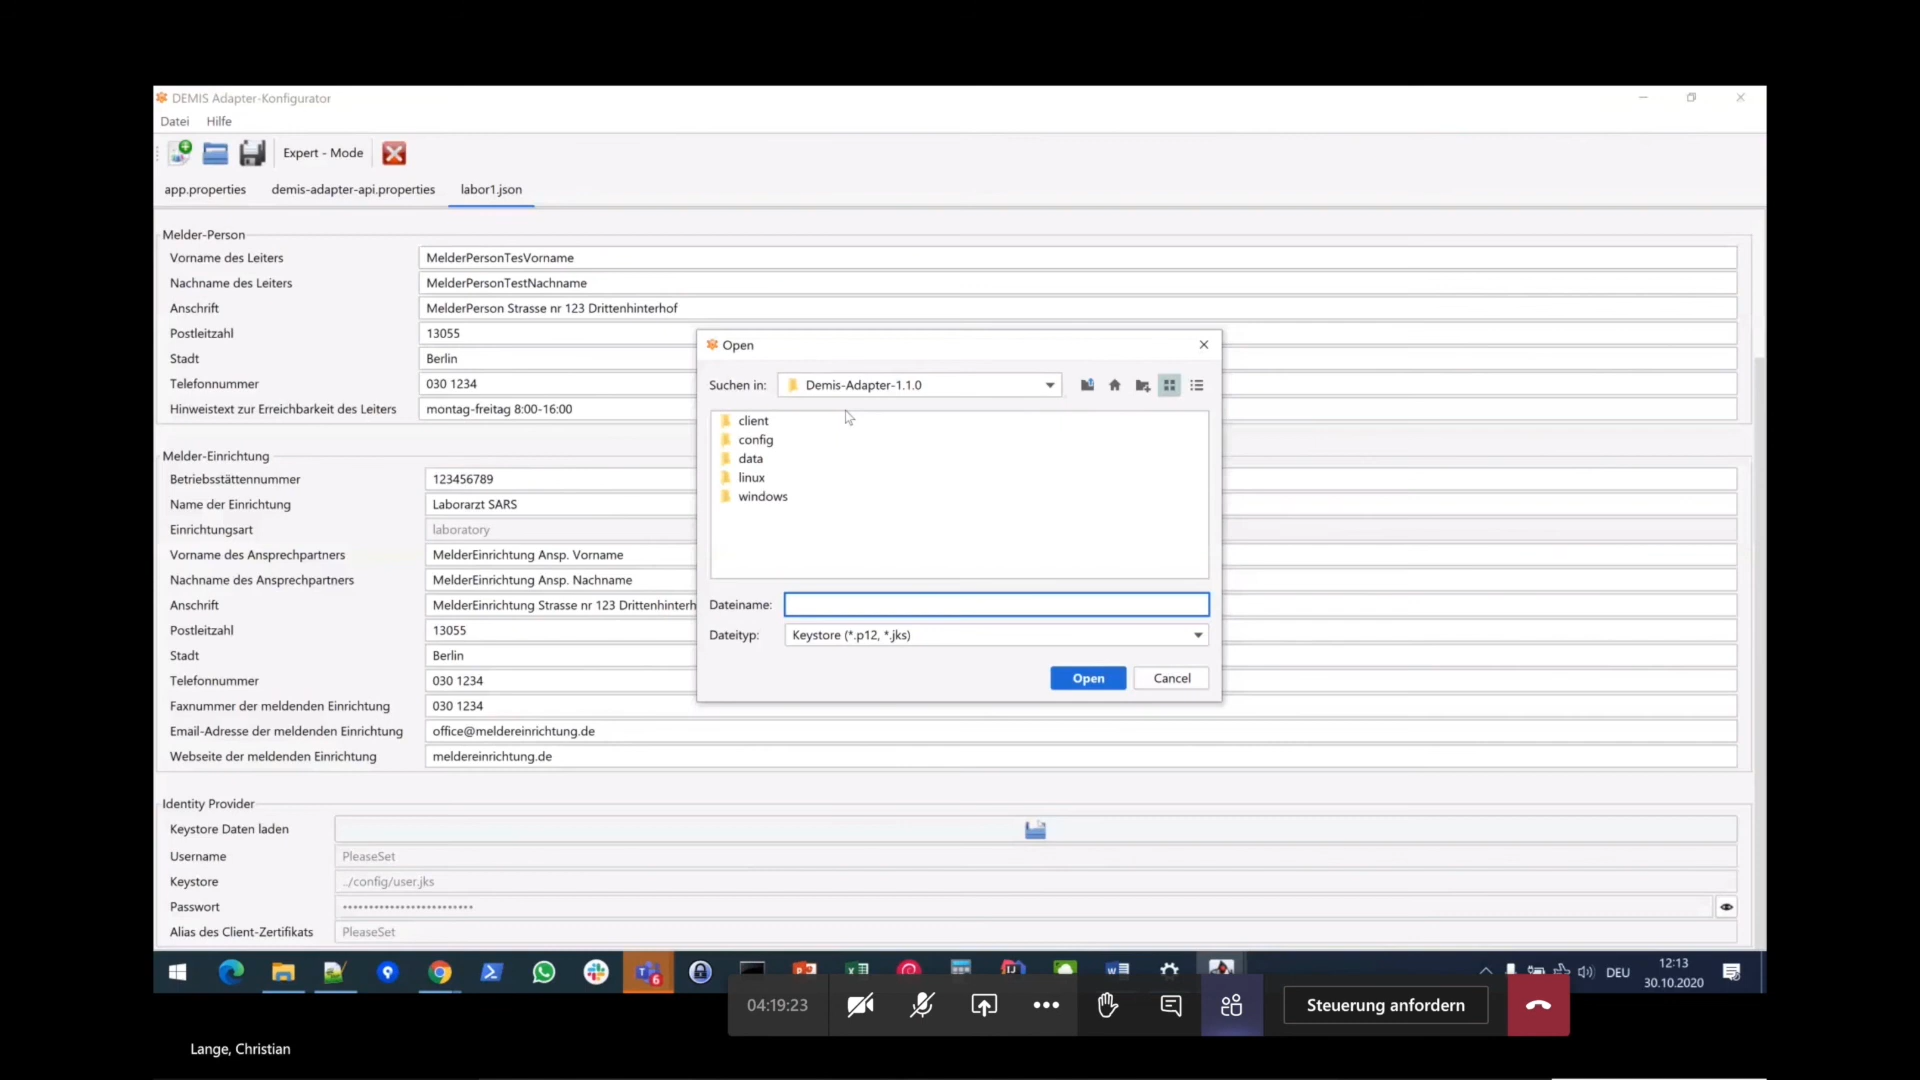 DEMIS Adapter-Konfigurator
Datei Hilfe
Expert - Mode
app.properties demis-adapter-api.properties labor1.json
Melder-Person
Vorname des Leiters MelderPersonTesVorname
Nachname des Leiters MelderPersonTestNachname
Anschrift MelderPerson Strasse nr 123 Drittenhinterhof
Postleitzahl 13055
Stadt Berlin
Telefonnummer 030 1234
Hinweistext zur Erreichbarkeit des Leiters montag-freitag 8:00-16:00
Open
Suchen in: Demis-Adapter-1.1.0
client
config
data
linux
windows
Dateiname:
Dateityp: Keystore (*.p12, *.jks)
Open Cancel
Melder-Einrichtung
Betriebsstättennummer 123456789
Name der Einrichtung Laborarzt SARS
Einrichtungsart laboratory
Vorname des Ansprechpartners MelderEinrichtung Ansp. Vorname
Nachname des Ansprechpartners MelderEinrichtung Ansp. Nachname
Anschrift MelderEinrichtung Strasse nr 123 Drittenhinterh
Postleitzahl 13055
Stadt Berlin
Telefonnummer 030 1234
Faxnummer der meldenden Einrichtung 030 1234
Email-Adresse der meldenden Einrichtung office@meldereinrichtung.de
Webseite der meldenden Einrichtung meldereinrichtung.de
Identity Provider
Keystore Daten laden
Username PleaseSet
Keystore ../config/user.jks
Passwort
Alias des Client-Zertifikats PleaseSet
DEU 12:13
30.10.2020
04:19:23 Steuerung anfordern
Lange, Christian